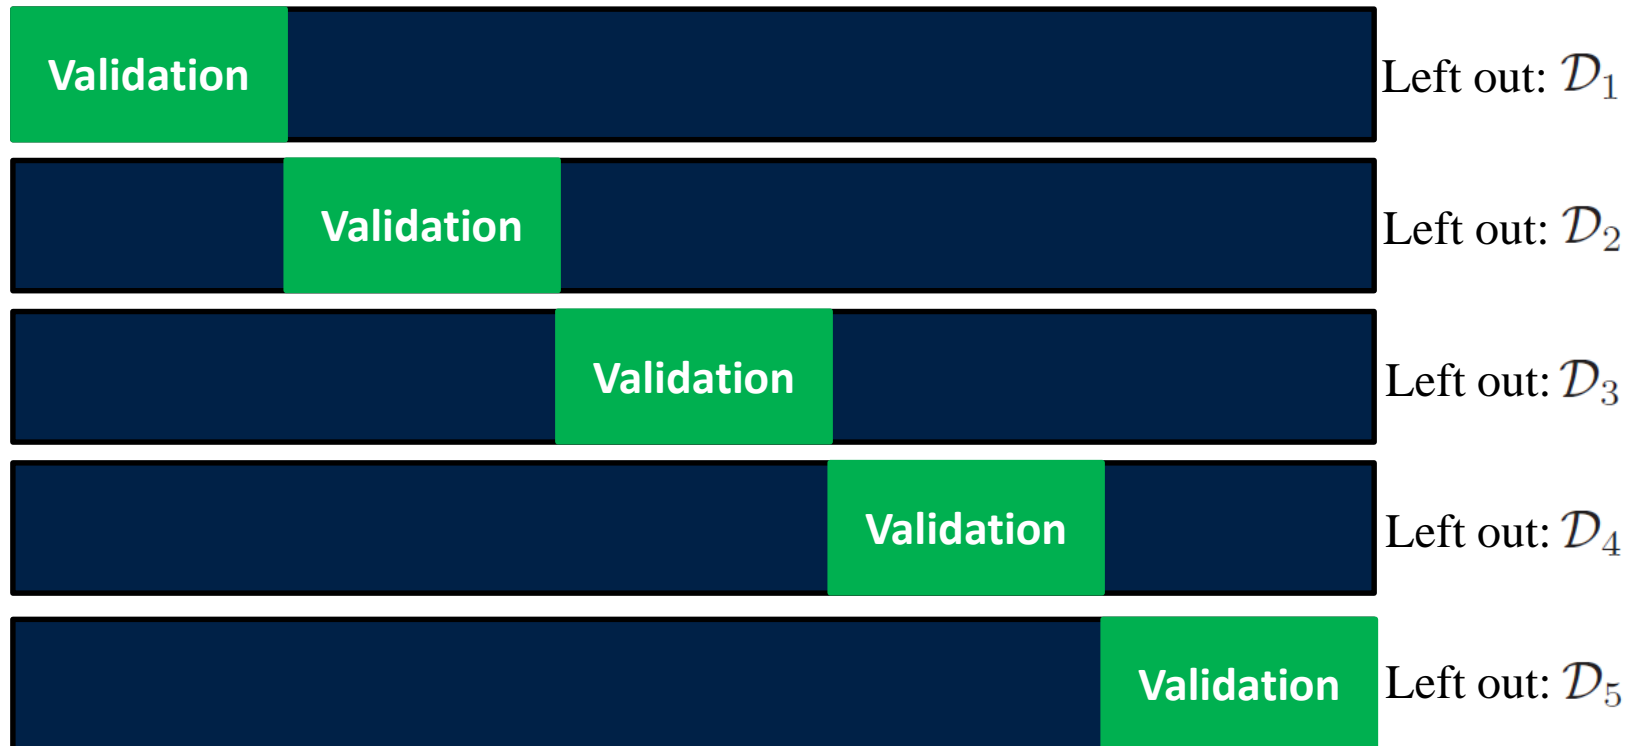 Validation Left out: 𝒟₁
Validation Left out: 𝒟₂
Validation Left out: 𝒟₃
Validation Left out: 𝒟₄
Validation Left out: 𝒟₅